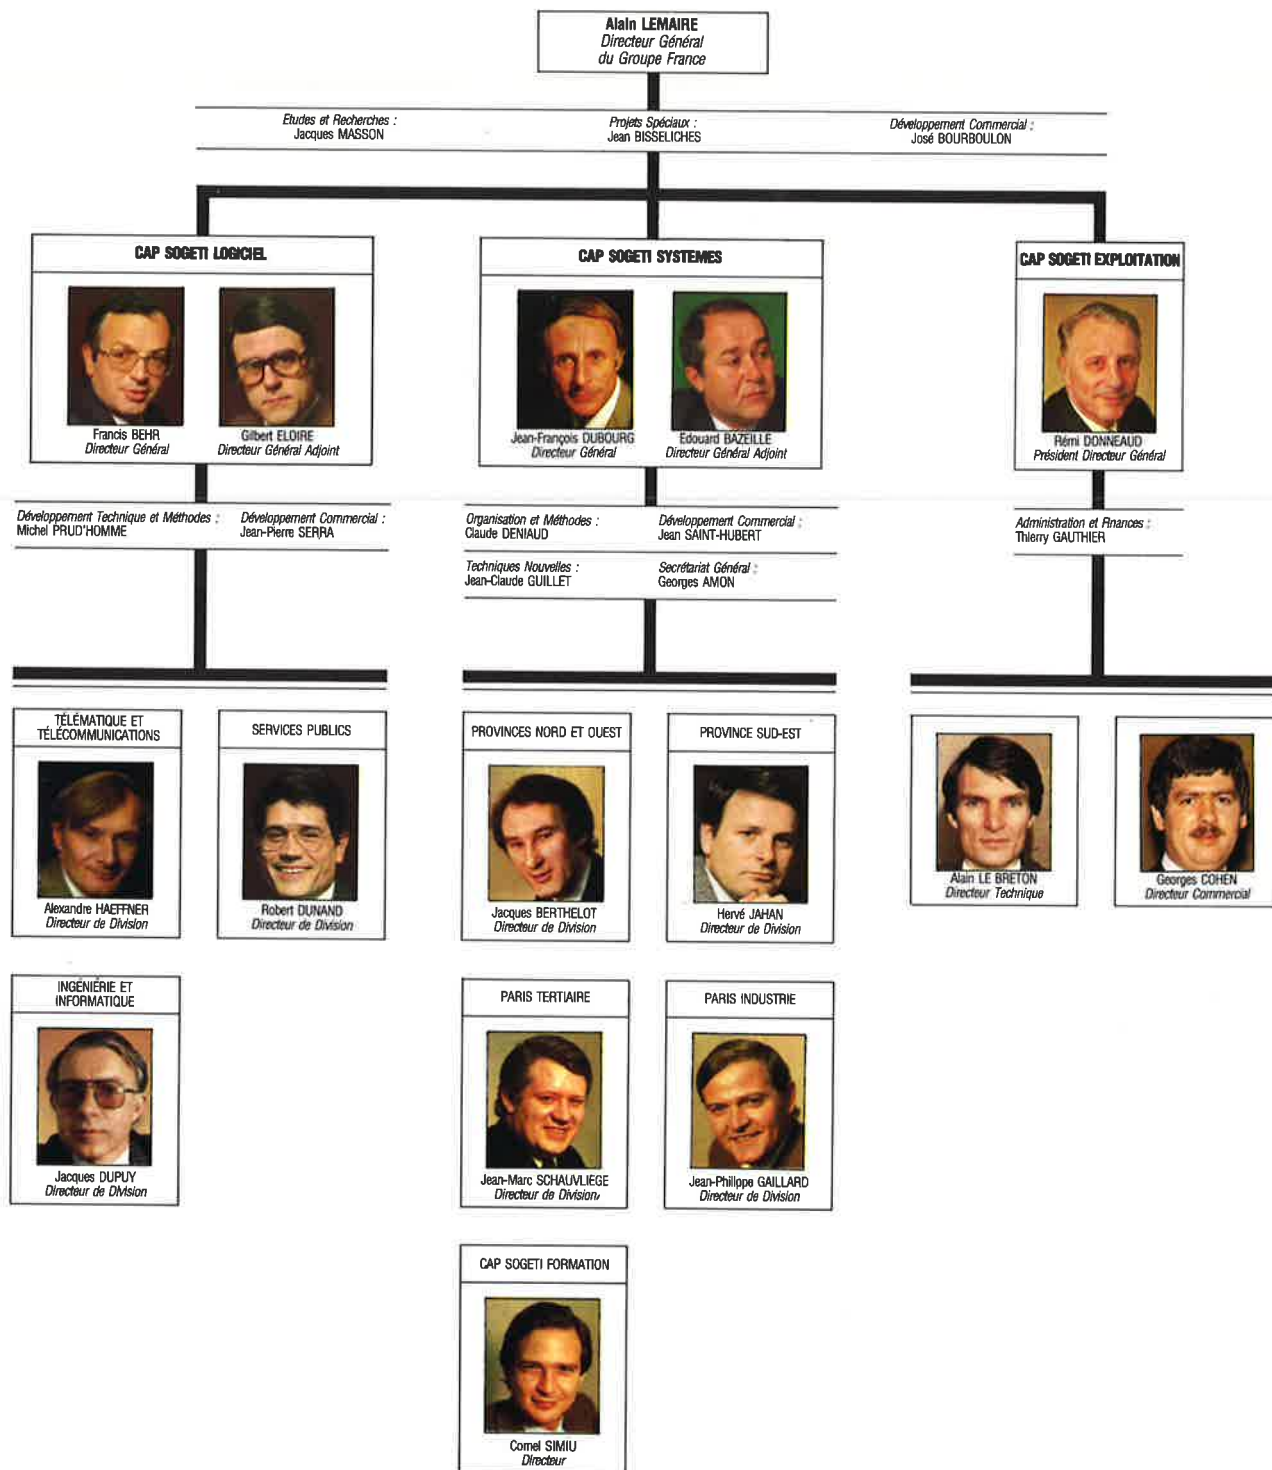 Alain LEMAIRE
Directeur Général
du Groupe France
Etudes et Recherches :
Jacques MASSON
Projets Spéciaux :
Jean BISSELICHES
Développement Commercial :
José BOURBOULON
CAP SOGETI LOGICIEL
Francis BEHR
Directeur Général
Gilbert ELOIRE
Directeur Général Adjoint
CAP SOGETI SYSTEMES
Jean-François DUBOURG
Directeur Général
Edouard BAZEILLE
Directeur Général Adjoint
CAP SOGETI EXPLOITATION
Rémi DONNEAUD
Président Directeur Général
Développement Technique et Méthodes :
Michel PRUD'HOMME
Développement Commercial :
Jean-Pierre SERRA
Organisation et Méthodes :
Claude DENIAUD
Développement Commercial :
Jean SAINT-HUBERT
Techniques Nouvelles :
Jean-Claude GUILLET
Secrétariat Général :
Georges AMON
Administration et Finances :
Thierry GAUTHIER
TÉLÉMATIQUE ET
TÉLÉCOMMUNICATIONS
Alexandre HAEFFNER
Directeur de Division
SERVICES PUBLICS
Robert DUNAND
Directeur de Division
PROVINCES NORD ET OUEST
Jacques BERTHELOT
Directeur de Division
PROVINCE SUD-EST
Hervé JAHAN
Directeur de Division
Alain LE BRETON
Directeur Technique
Georges COHEN
Directeur Commercial
INGÉNIÈRIE ET
INFORMATIQUE
Jacques DUPUY
Directeur de Division
PARIS TERTIAIRE
Jean-Marc SCHAUVLIEGE
Directeur de Division
PARIS INDUSTRIE
Jean-Philippe GAILLARD
Directeur de Division
CAP SOGETI FORMATION
Cornel SIMIU
Directeur